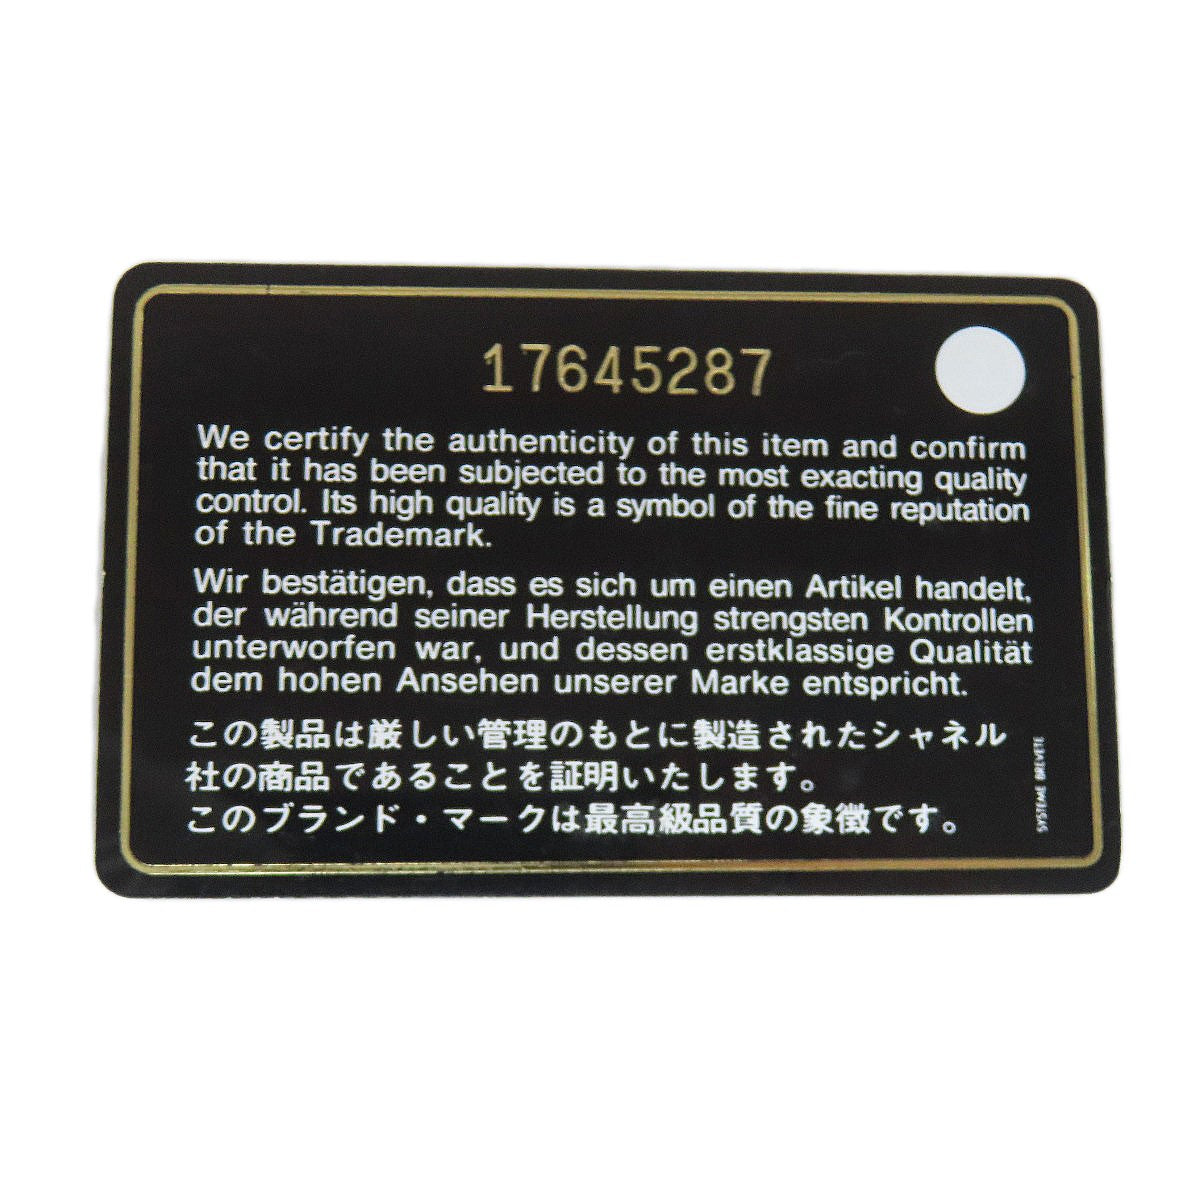 17645287
We certify the authenticity of this item and confirm
that it has been subjected to the most exacting quality
control. Its high quality is a symbol of the fine reputation
of the Trademark.
Wir bestätigen, dass es sich um einen Artikel handelt,
der während seiner Herstellung strengsten Kontrollen
unterworfen war, und dessen erstklassige Qualität
dem hohen Ansehen unserer Marke entspricht.
この製品は厳しい管理のもとに製造されたシャネル
社の商品であることを証明いたします。
このブランド・マークは最高級品質の象徴です。
SYSTEME BREVETE